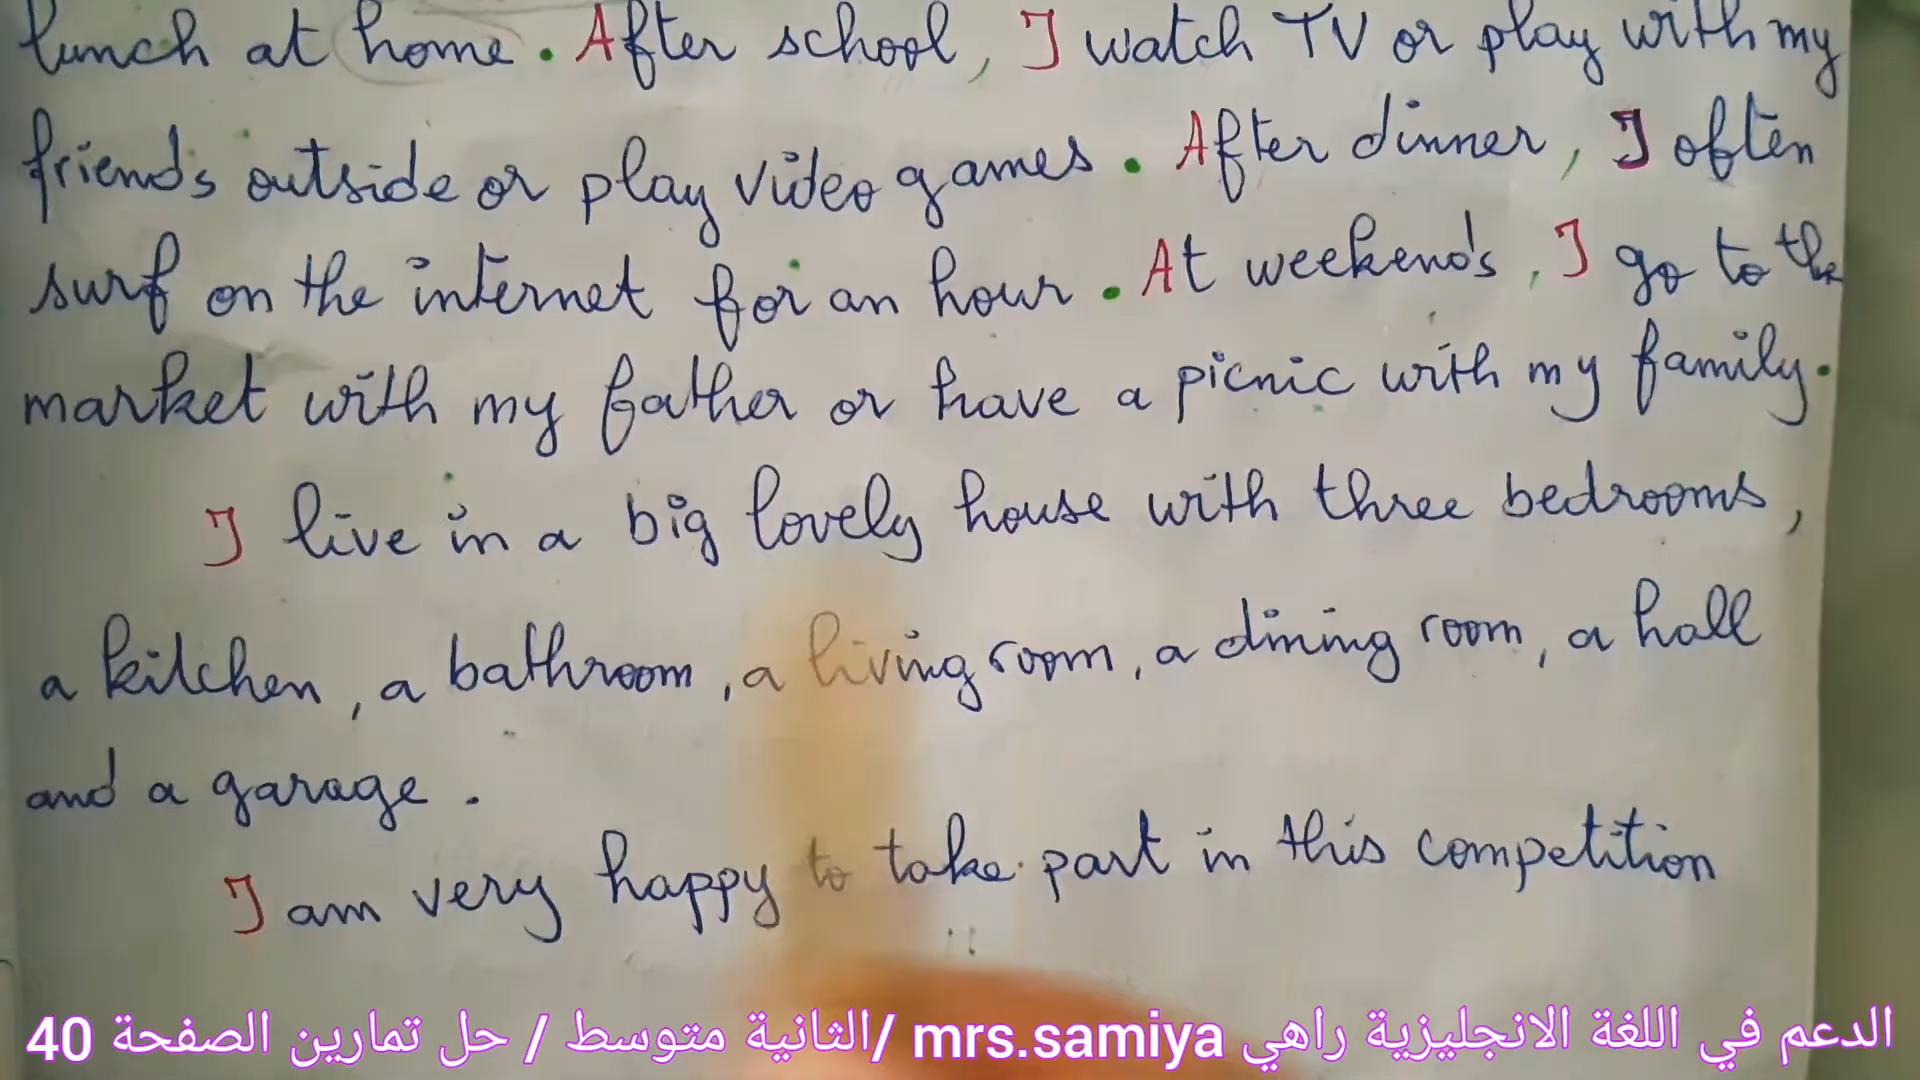 lunch at home. After school, I watch TV or play with my
friends outside or play video games. After dinner, I often
surf on the internet for an hour. At weekends, I go to the
market with my father or have a picnic with my family.
I live in a big lovely house with three bedrooms,
a kitchen, a bathroom, a living room, a dining room, a hall
and a garage.
I am very happy to take part in this competition
الدعم في اللغة الانجليزية راهي mrs.samiya /الثانية متوسط / حل تمارين الصفحة 40